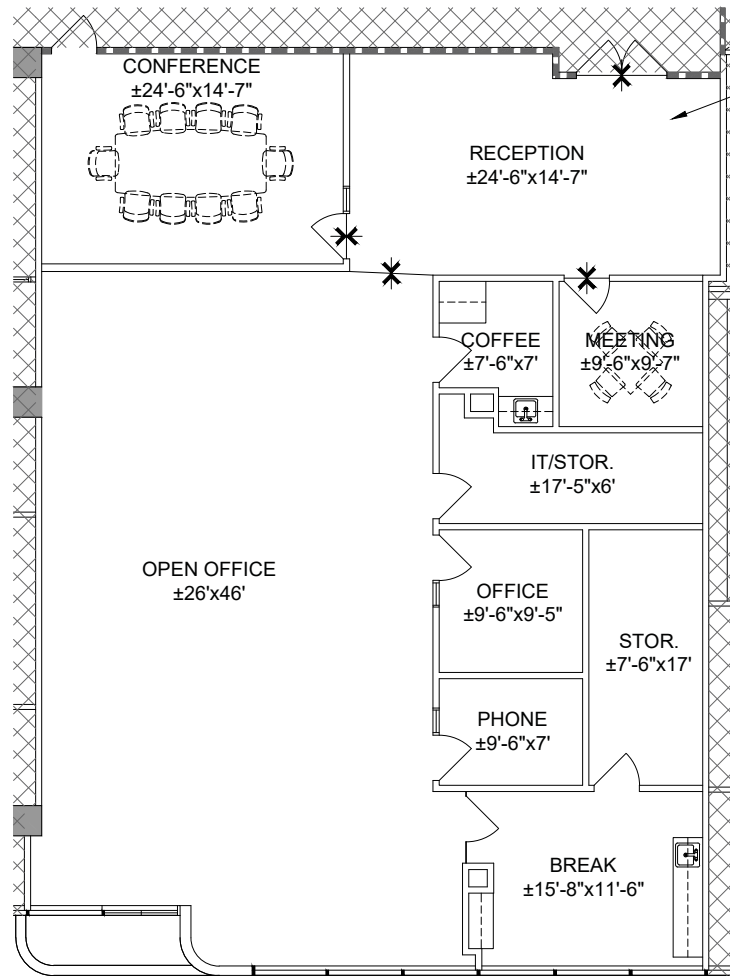 CONFERENCE
±24'-6"x14'-7"
RECEPTION
±24'-6"x14'-7"
COFFEE
±7'-6"x7'
MEETING
±9'-6"x9'-7"
IT/STOR.
±17'-5"x6'
OPEN OFFICE
±26'x46'
OFFICE
±9'-6"x9'-5"
STOR.
±7'-6"x17'
PHONE
±9'-6"x7'
BREAK
±15'-8"x11'-6"